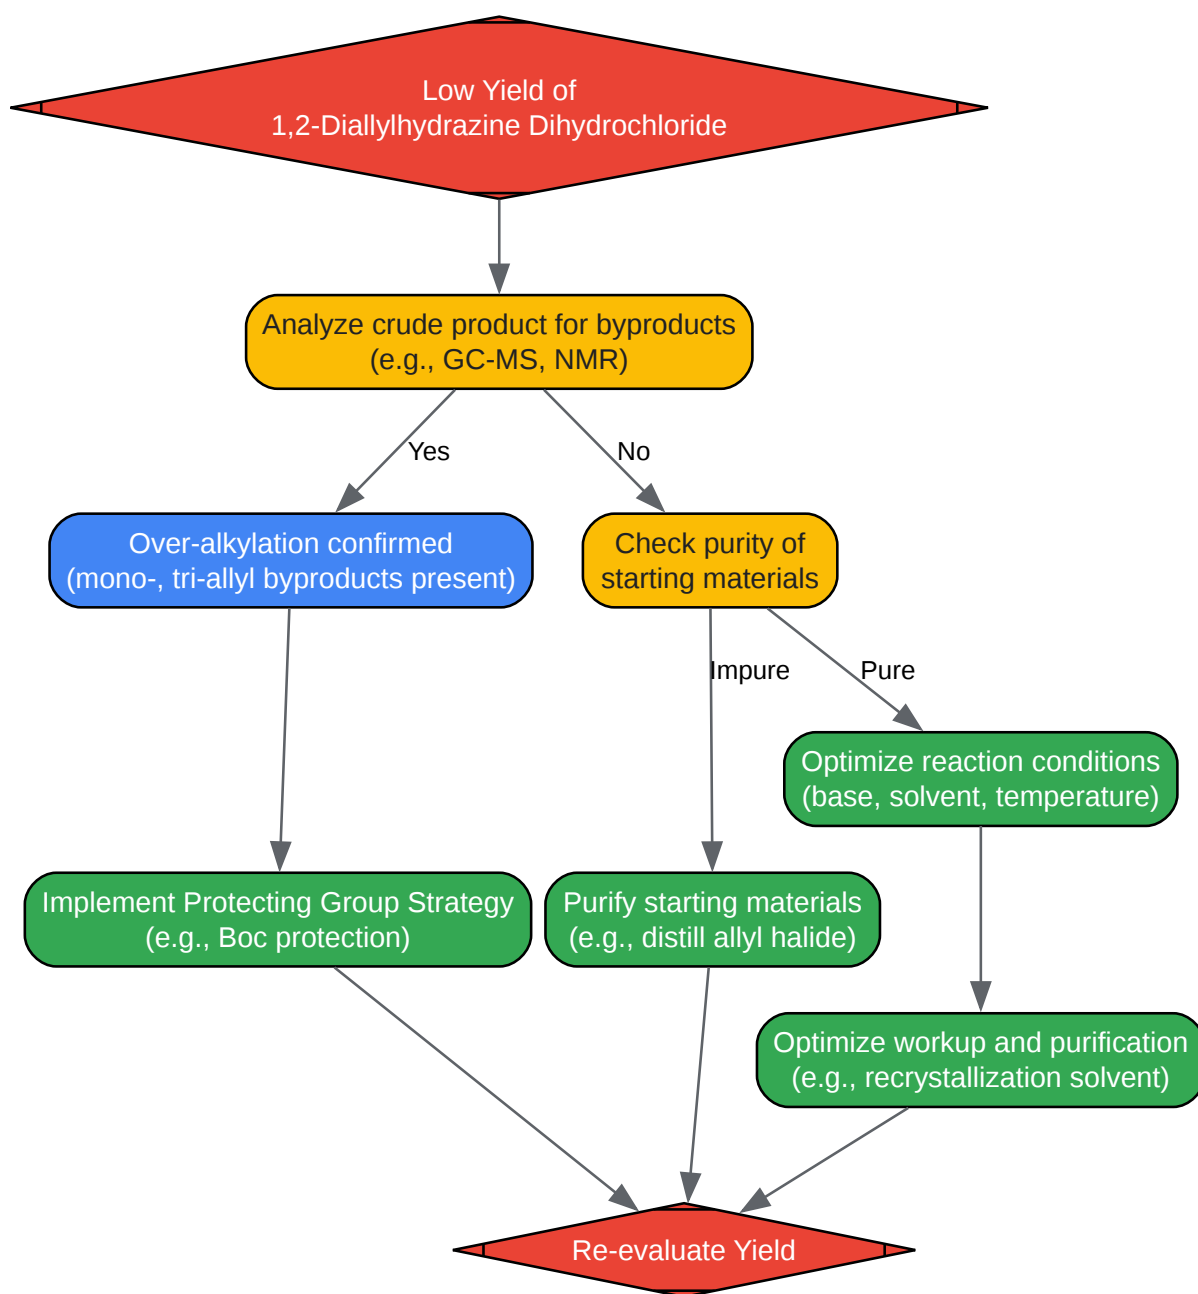 Low Yield of
1,2-Diallylhydrazine Dihydrochloride
Analyze crude product for byproducts
(e.g., GC-MS, NMR)
Yes
No
Over-alkylation confirmed
(mono-, tri-allyl byproducts present)
Check purity of
starting materials
Impure
Pure
Optimize reaction conditions
(base, solvent, temperature)
Implement Protecting Group Strategy
(e.g., Boc protection)
Purify starting materials
(e.g., distill allyl halide)
Optimize workup and purification
(e.g., recrystallization solvent)
Re-evaluate Yield